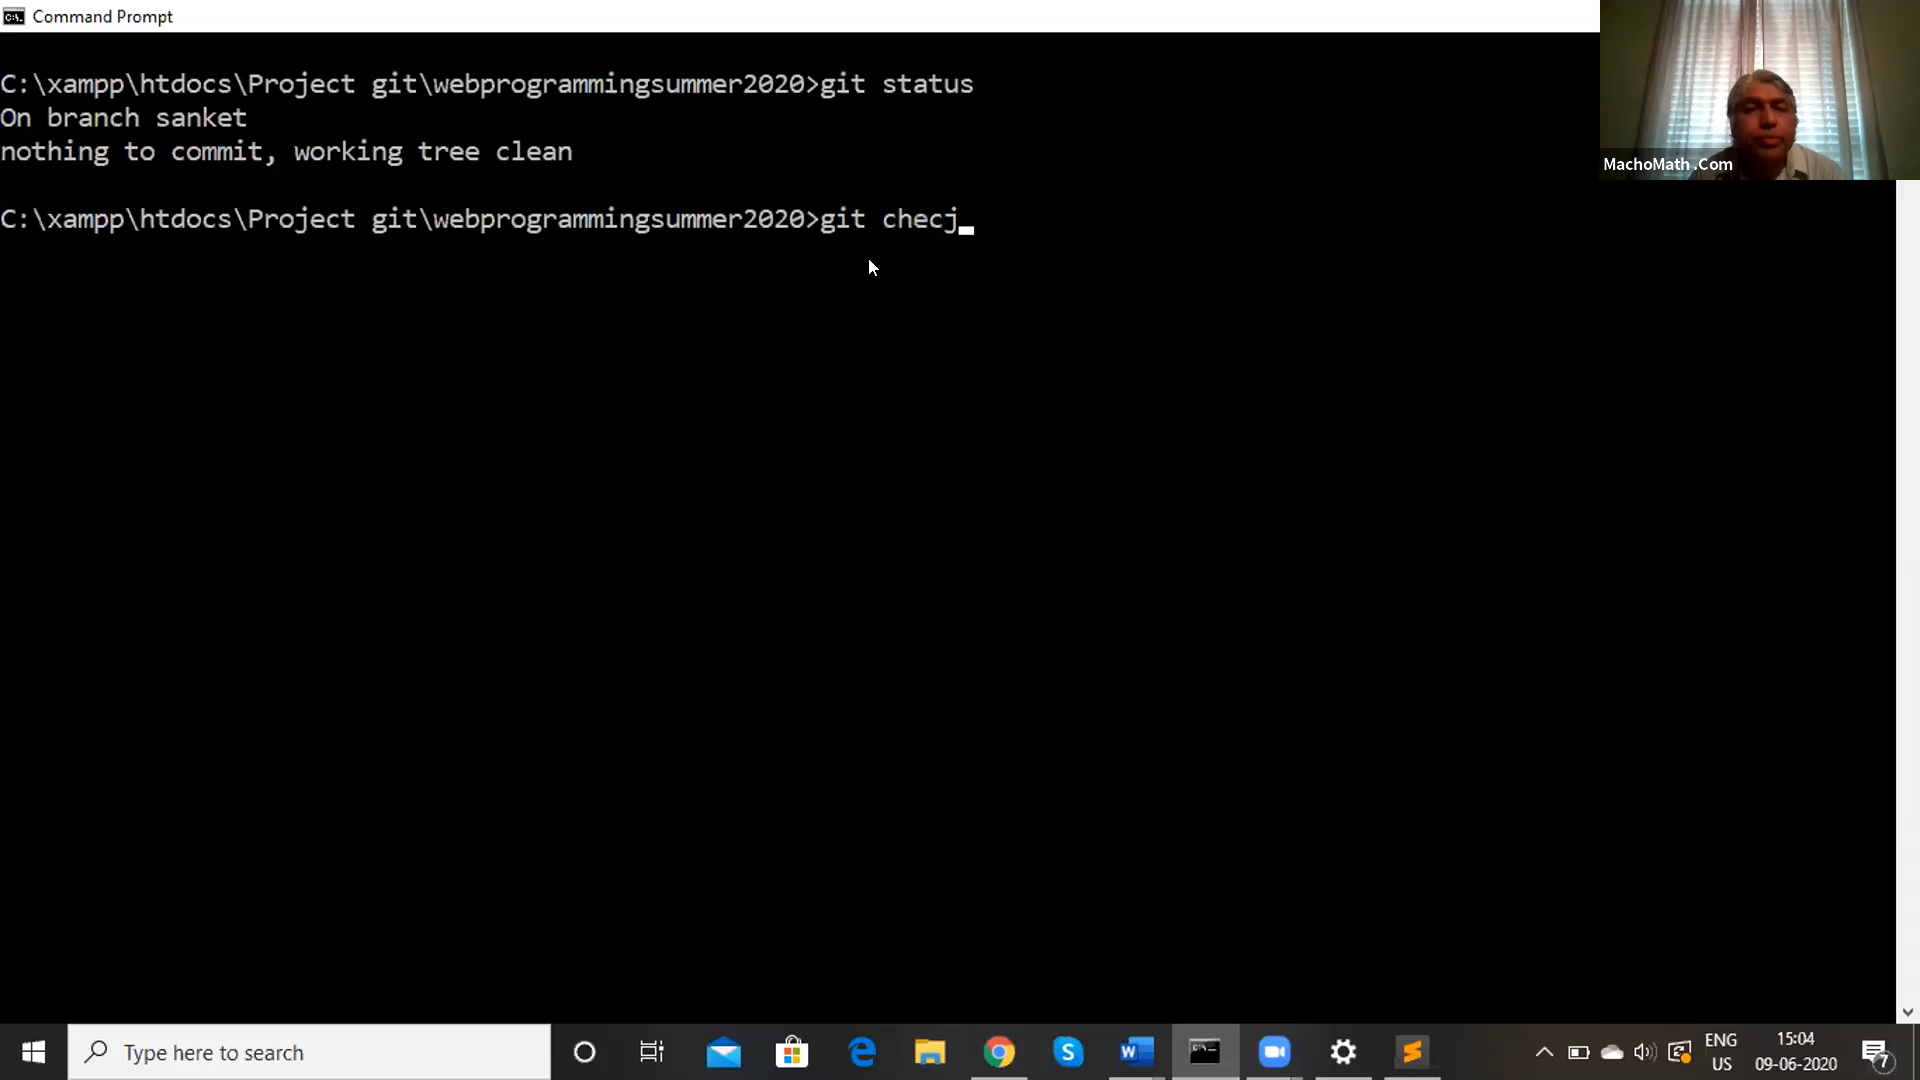 Command Prompt
C:\xampp\htdocs\Project git\webprogrammingsummer2020>git status
On branch sanket
nothing to commit, working tree clean
C:\xampp\htdocs\Project git\webprogrammingsummer2020>git checj
MachoMath .Com
Type here to search
ENG
US
15:04
09-06-2020
7